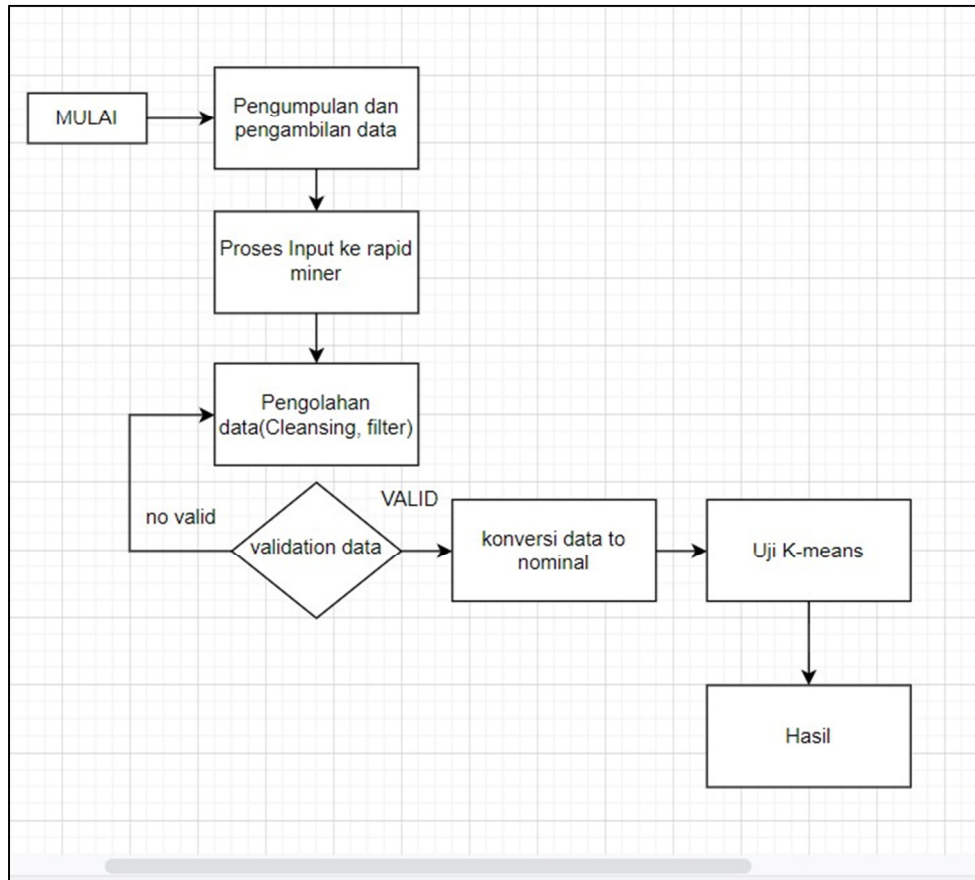 MULAI
Pengumpulan dan
pengambilan data
Proses Input ke rapid
miner
Pengolahan
data(Cleansing, filter)
no valid
validation data
VALID
konversi data to
nominal
Uji K-means
Hasil